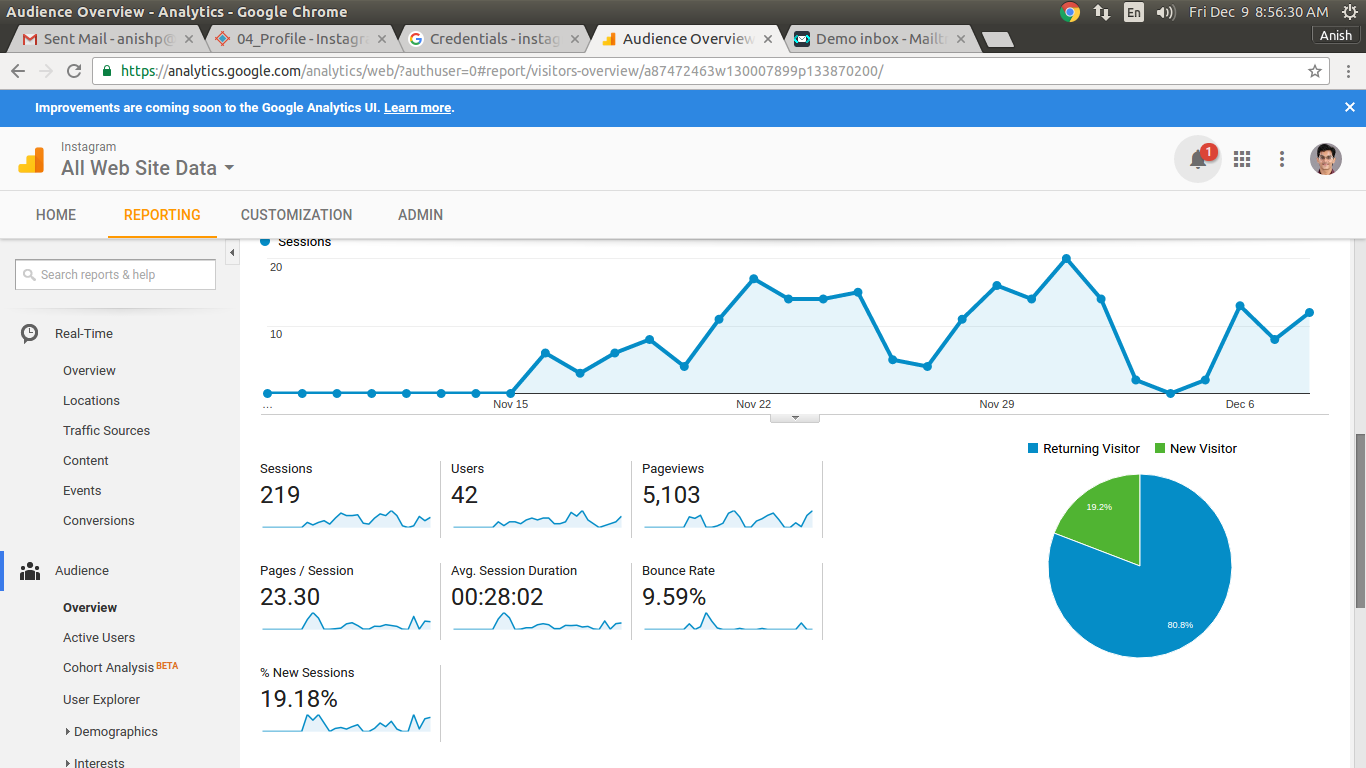 Audience Overview - Analytics - Google Chrome
En
Fri Dec 9 8:56:30 AM
Sent Mail - anishp@
04_Profile - Instagra
Credentials - instag
Audience Overview
Demo inbox - Mailt
Anish
https://analytics.google.com/analytics/web/?authuser=0#report/visitors-overview/a87472463w130007899p133870200/
Improvements are coming soon to the Google Analytics UI. Learn more.
Instagram
All Web Site Data
1
HOME
REPORTING
CUSTOMIZATION
ADMIN
Search reports & help
Real-Time
Overview
Locations
Traffic Sources
Content
Events
Conversions
Audience
Overview
Active Users
Cohort Analysis BETA
User Explorer
Demographics
Interests
Sessions
20
10
...
Nov 15
Nov 22
Nov 29
Dec 6
Sessions
219
Users
42
Pageviews
5,103
Pages / Session
23.30
Avg. Session Duration
00:28:02
Bounce Rate
9.59%
% New Sessions
19.18%
Returning Visitor
New Visitor
19.2%
80.8%